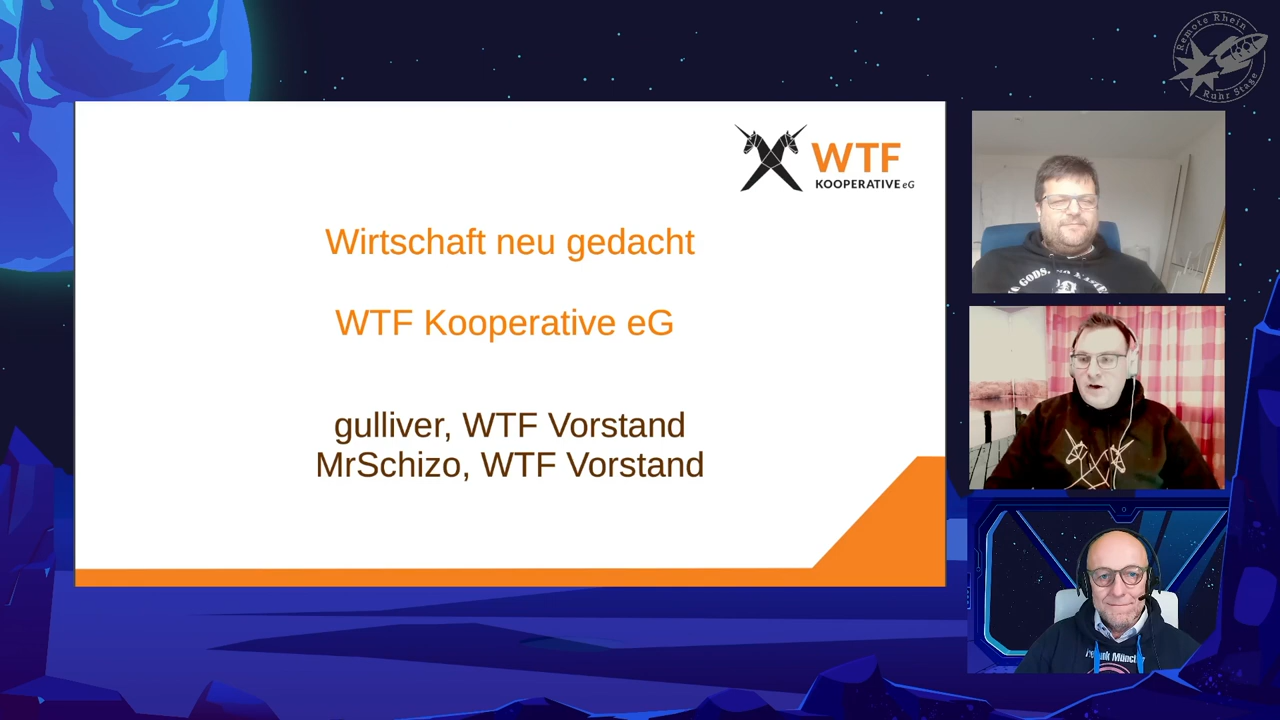 Remote Rhein
Ruhr Stage
WTF
KOOPERATIVE eG
Wirtschaft neu gedacht
WTF Kooperative eG
gulliver, WTF Vorstand
MrSchizo, WTF Vorstand
GODS